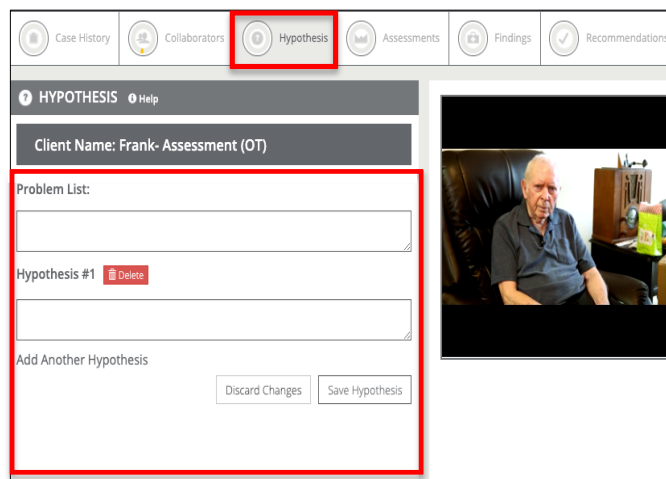 Case History Collaborators Hypothesis Assessments Findings Recommendations
HYPOTHESIS Help
Client Name: Frank- Assessment (OT)
Problem List:
Hypothesis #1 Delete
Add Another Hypothesis
Discard Changes Save Hypothesis